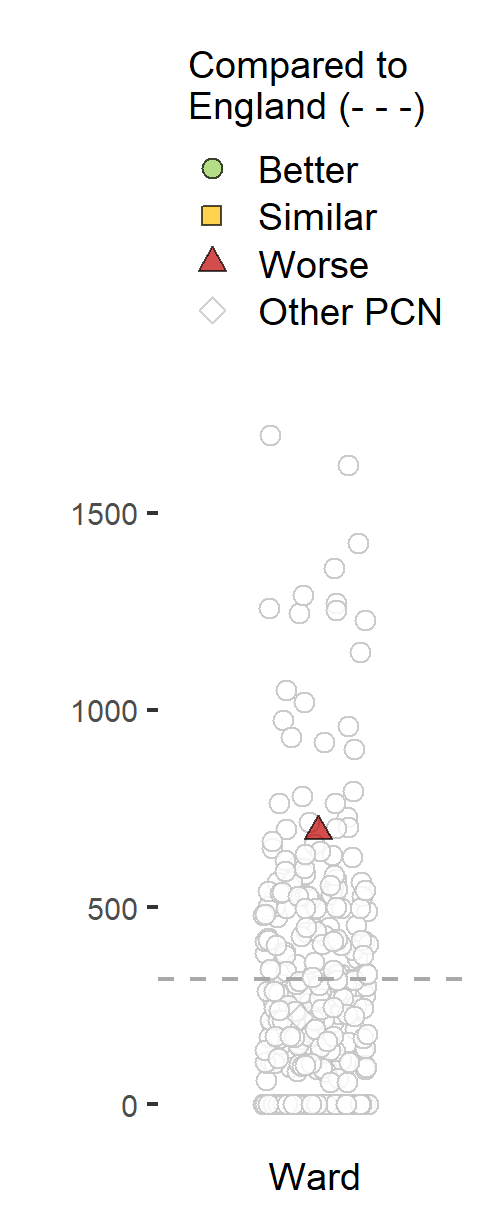 Compared to
England (- - -)
Better
Similar
Worse
Other PCN
1500
1000
500
0
Ward